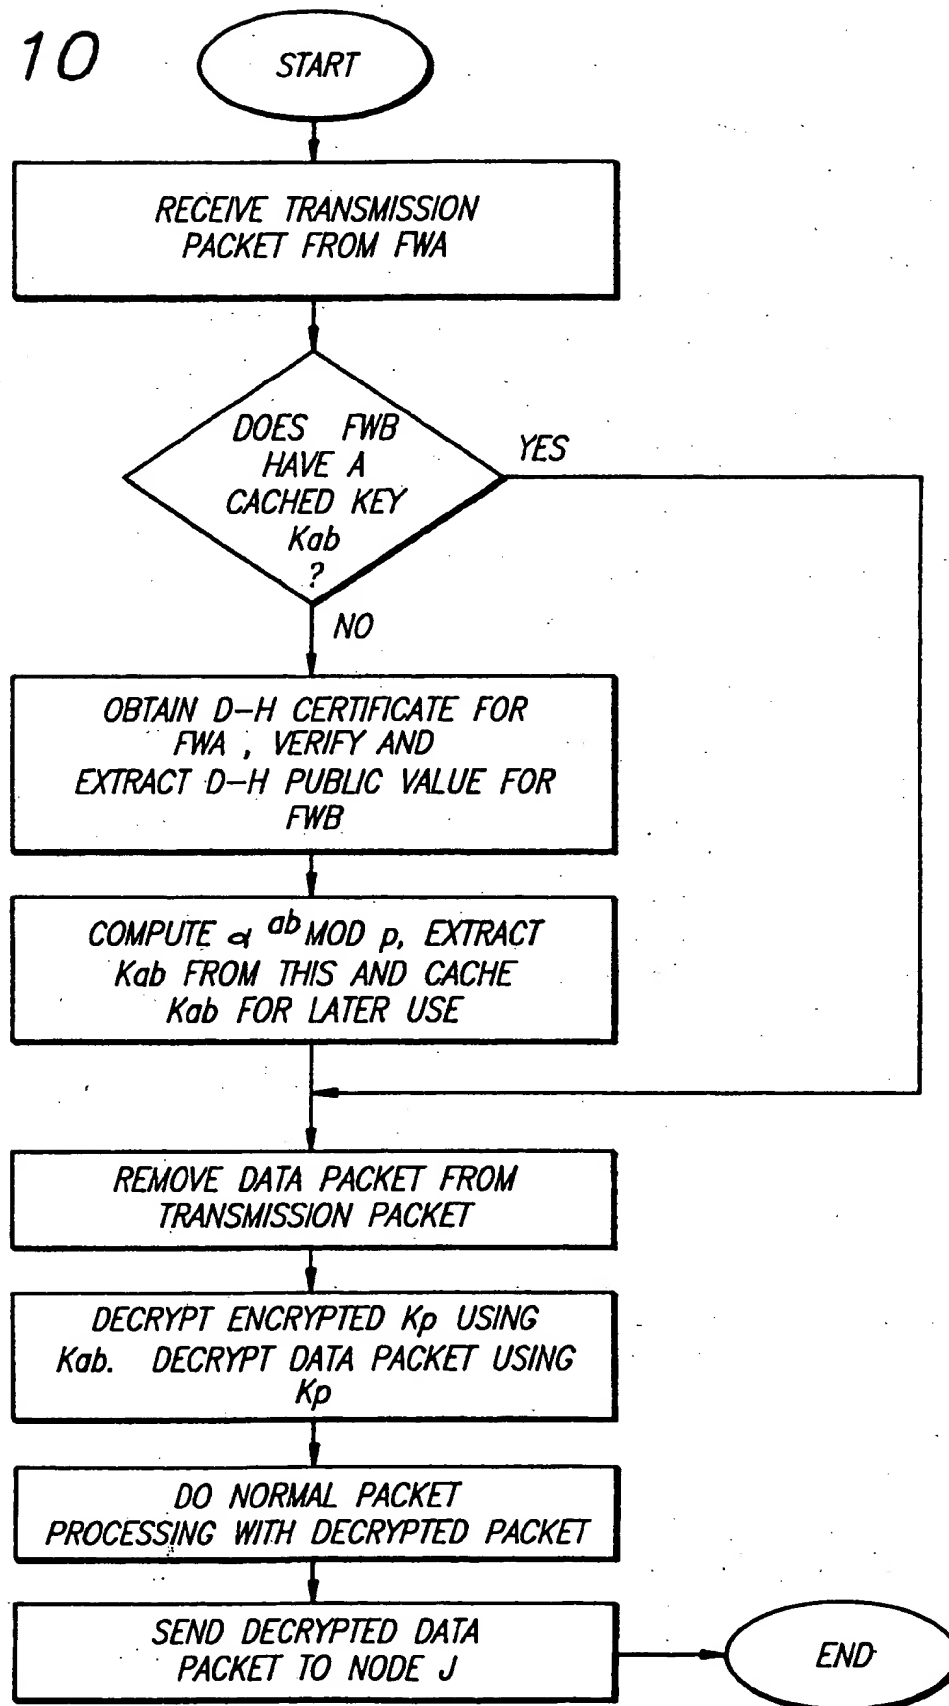 10
START
RECEIVE TRANSMISSION
PACKET FROM FWA
DOES FWB
HAVE A
CACHED KEY
Kab
?
YES
NO
OBTAIN D-H CERTIFICATE FOR
FWA , VERIFY AND
EXTRACT D-H PUBLIC VALUE FOR
FWB
COMPUTE α ab MOD p, EXTRACT
Kab FROM THIS AND CACHE
Kab FOR LATER USE
REMOVE DATA PACKET FROM
TRANSMISSION PACKET
DECRYPT ENCRYPTED Kp USING
Kab. DECRYPT DATA PACKET USING
Kp
DO NORMAL PACKET
PROCESSING WITH DECRYPTED PACKET
SEND DECRYPTED DATA
PACKET TO NODE J
END